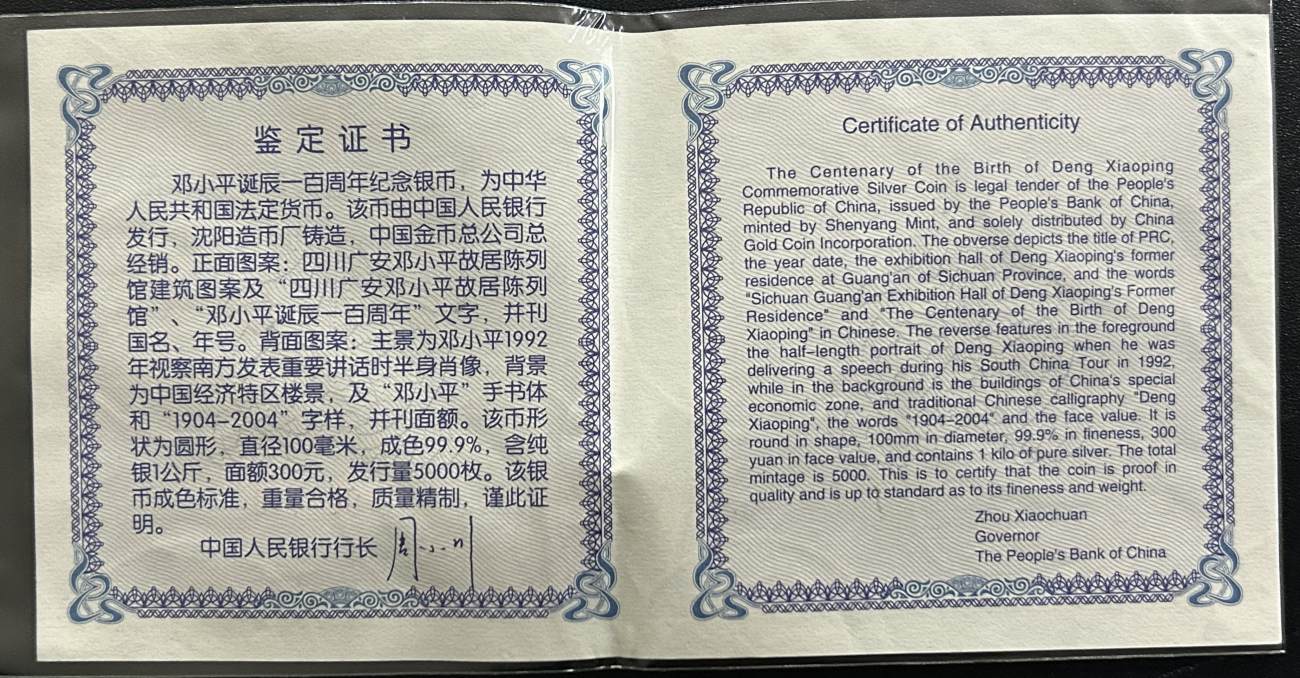 鉴定证书
邓小平诞辰一百周年纪念银币，为中华
人民共和国法定货币。该币由中国人民银行
发行，沈阳造币厂铸造，中国金币总公司总
经销。正面图案：四川广安邓小平故居陈列
馆建筑图案及“四川广安邓小平故居陈列
馆”、“邓小平诞辰一百周年”文字，并刊
国名、年号。背面图案：主景为邓小平1992
年视察南方发表重要讲话时半身肖像，背景
为中国经济特区楼景，及“邓小平”手书体
和“1904-2004”字样，并刊面额。该币形
状为圆形，直径100毫米，成色99.9%，含纯
银1公斤，面额300元，发行量5000枚。该银
币成色标准，重量合格，质量精制，谨此证
明。
中国人民银行行长 周小川
Certificate of Authenticity
The Centenary of the Birth of Deng Xiaoping
Commemorative Silver Coin is legal tender of the People's
Republic of China, issued by the People's Bank of China,
minted by Shenyang Mint, and solely distributed by China
Gold Coin Incorporation. The obverse depicts the title of PRC,
the year date, the exhibition hall of Deng Xiaoping's former
residence at Guang'an of Sichuan Province, and the words
"Sichuan Guang'an Exhibition Hall of Deng Xiaoping's Former
Residence" and "The Centenary of the Birth of Deng
Xiaoping" in Chinese. The reverse features in the foreground
the half-length portrait of Deng Xiaoping when he was
delivering a speech during his South China Tour in 1992,
while in the background is the buildings of China's special
economic zone, and traditional Chinese calligraphy "Deng
Xiaoping", the words "1904-2004" and the face value. It is
round in shape, 100mm in diameter, 99.9% in fineness, 300
yuan in face value, and contains 1 kilo of pure silver. The total
mintage is 5000. This is to certify that the coin is proof in
quality and is up to standard as to its fineness and weight.
Zhou Xiaochuan
Governor
The People's Bank of China